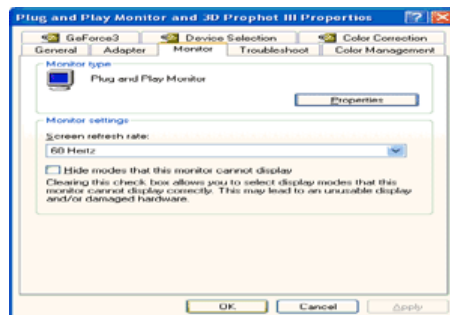 Plug and Play Monitor and 3D Prophet III Properties
GeForce3 Device Selection Color Correction
General Adapter Monitor Troubleshoot Color Management
Monitor type
Plug and Play Monitor
Properties
Monitor settings
Screen refresh rate:
60 Hertz
Hide modes that this monitor cannot display
Clearing this check box allows you to select display modes that this
monitor cannot display correctly. This may lead to an unusable display
and/or damaged hardware.
OK Cancel Apply